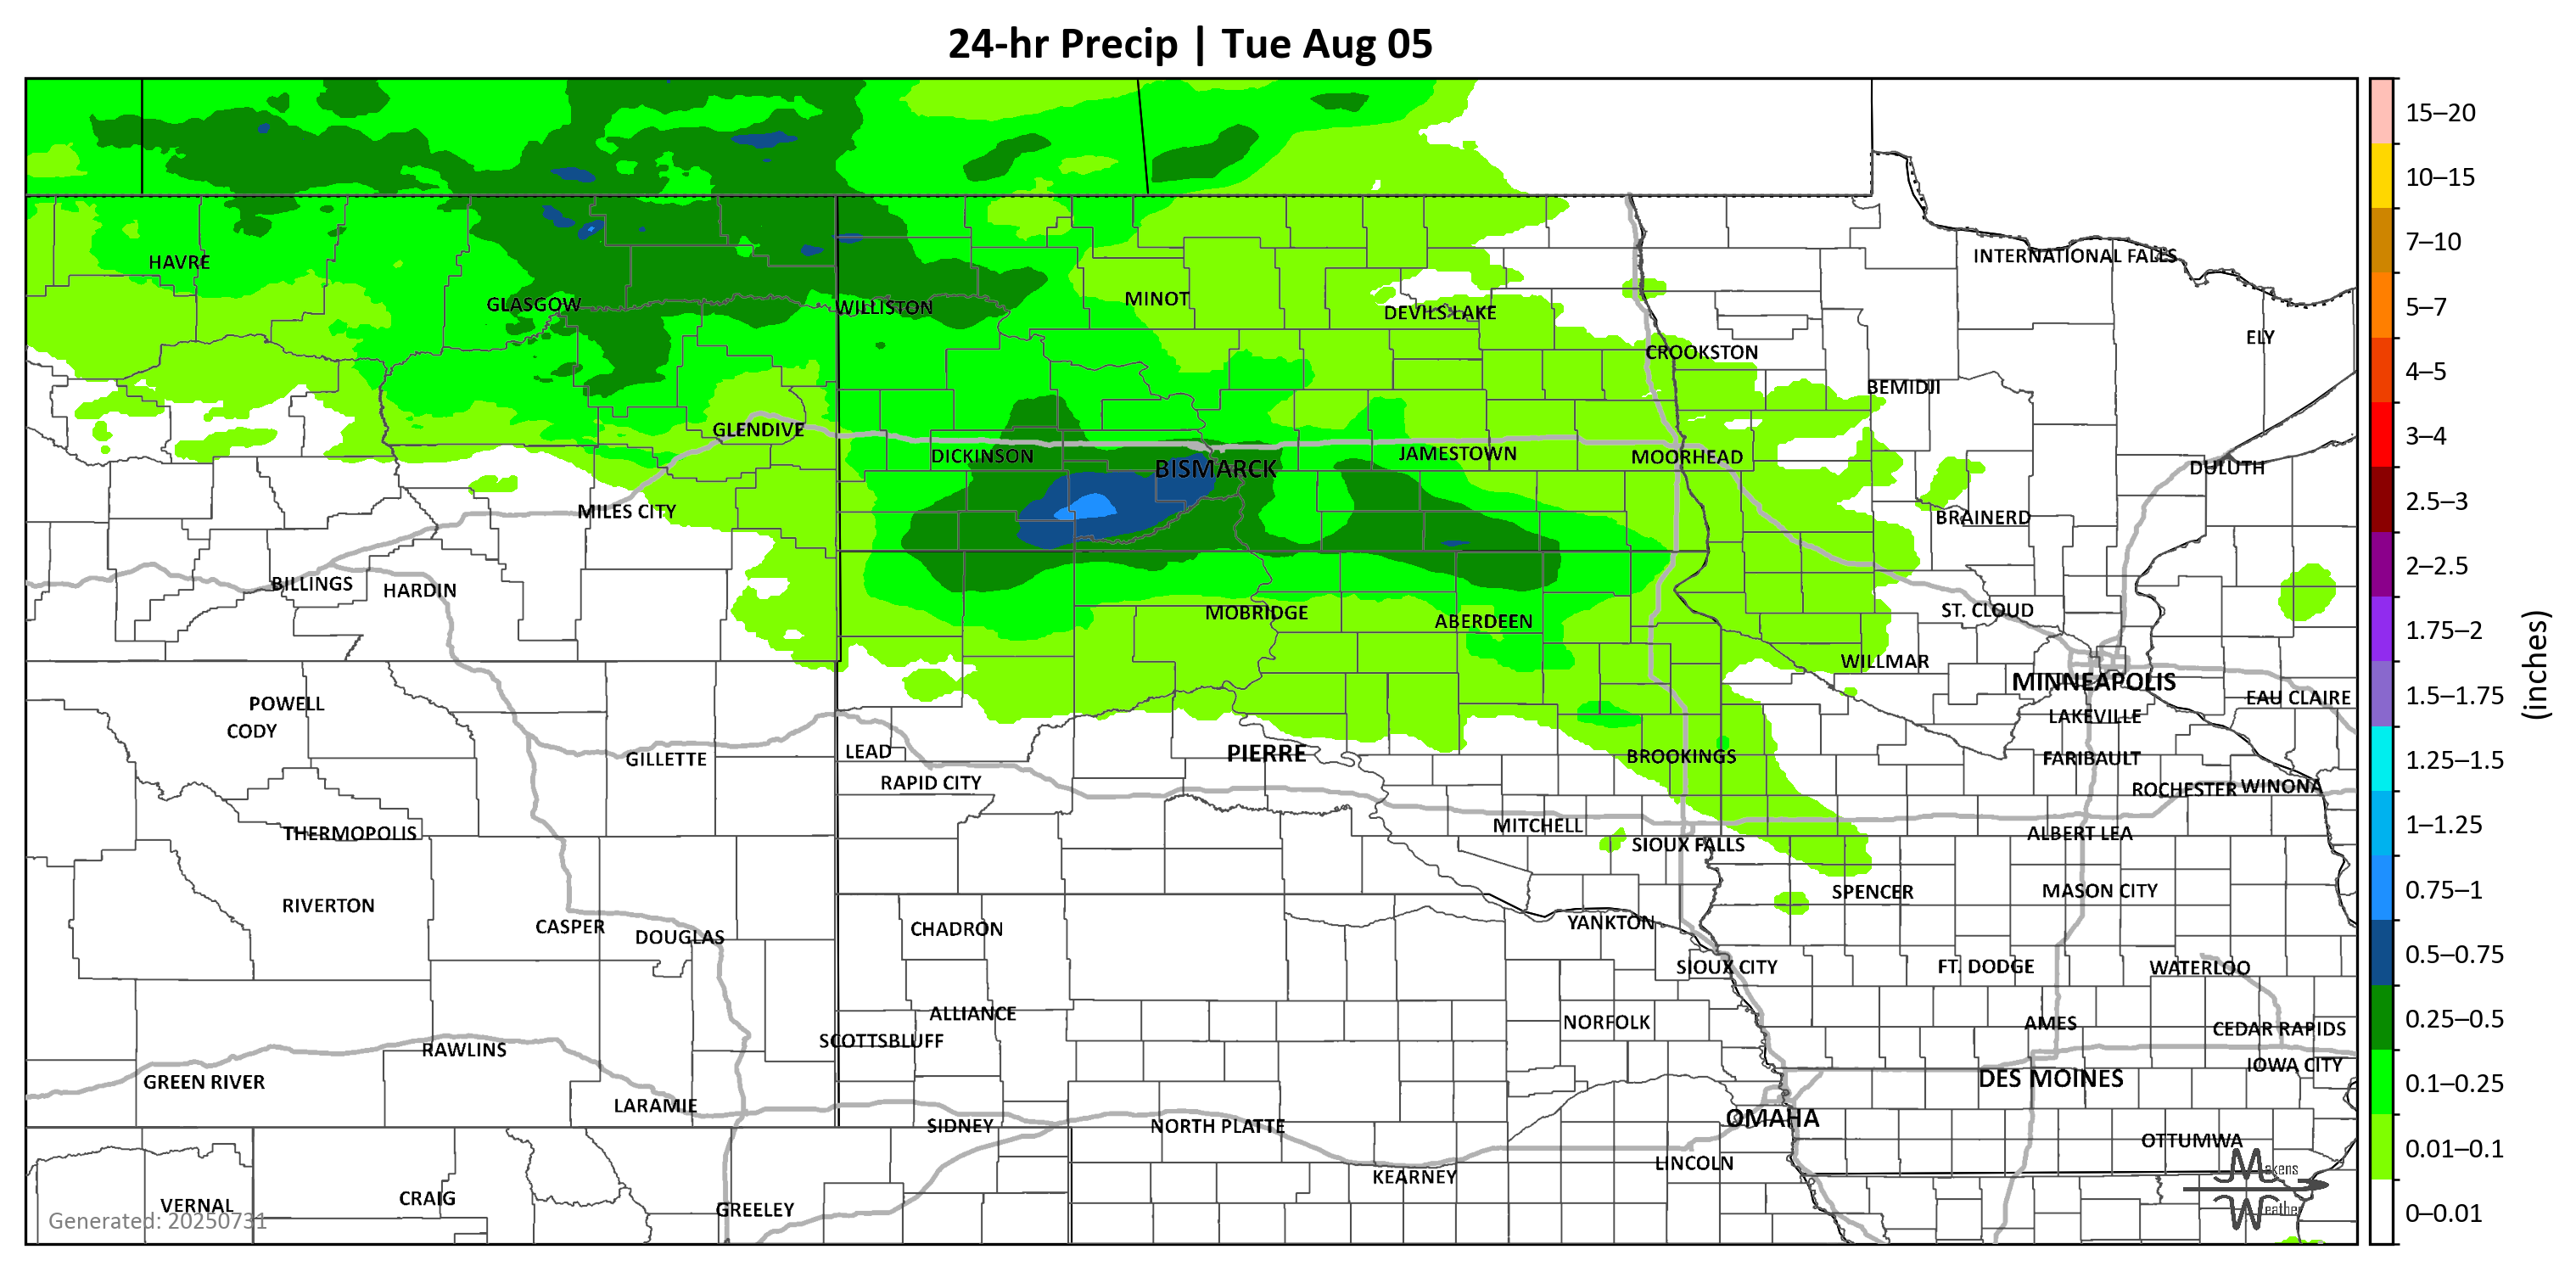 24-hr Precip | Tue Aug 05
15–20
10–15
7–10
5–7
4–5
3–4
2.5–3
2–2.5
1.75–2
1.5–1.75
1.25–1.5
1–1.25
0.75–1
0.5–0.75
0.25–0.5
0.1–0.25
0.01–0.1
0–0.01
(inches)
INTERNATIONAL FALLS
HAVRE
MINOT
GLASGOW
WILLISTON
DEVILS LAKE
ELY
CROOKSTON
BEMIDJI
GLENDIVE
DICKINSON
JAMESTOWN
MOORHEAD
BISMARCK
DULUTH
MILES CITY
BRAINERD
BILLINGS
HARDIN
MOBRIDGE
ABERDEEN
ST. CLOUD
WILLMAR
MINNEAPOLIS
EAU CLAIRE
POWELL
CODY
LAKEVILLE
GILLETTE
LEAD
PIERRE
BROOKINGS
FARIBAULT
RAPID CITY
ROCHESTER
WINONA
THERMOPOLIS
MITCHELL
ALBERT LEA
SIOUX FALLS
SPENCER
MASON CITY
RIVERTON
CASPER
DOUGLAS
CHADRON
YANKTON
SIOUX CITY
FT. DODGE
WATERLOO
ALLIANCE
NORFOLK
AMES
CEDAR RAPIDS
SCOTTSBLUFF
RAWLINS
IOWA CITY
GREEN RIVER
DES MOINES
LARAMIE
OMAHA
SIDNEY
NORTH PLATTE
OTTUMWA
LINCOLN
KEARNEY
Makens
Weather
VERNAL
CRAIG
GREELEY
Generated: 20250731